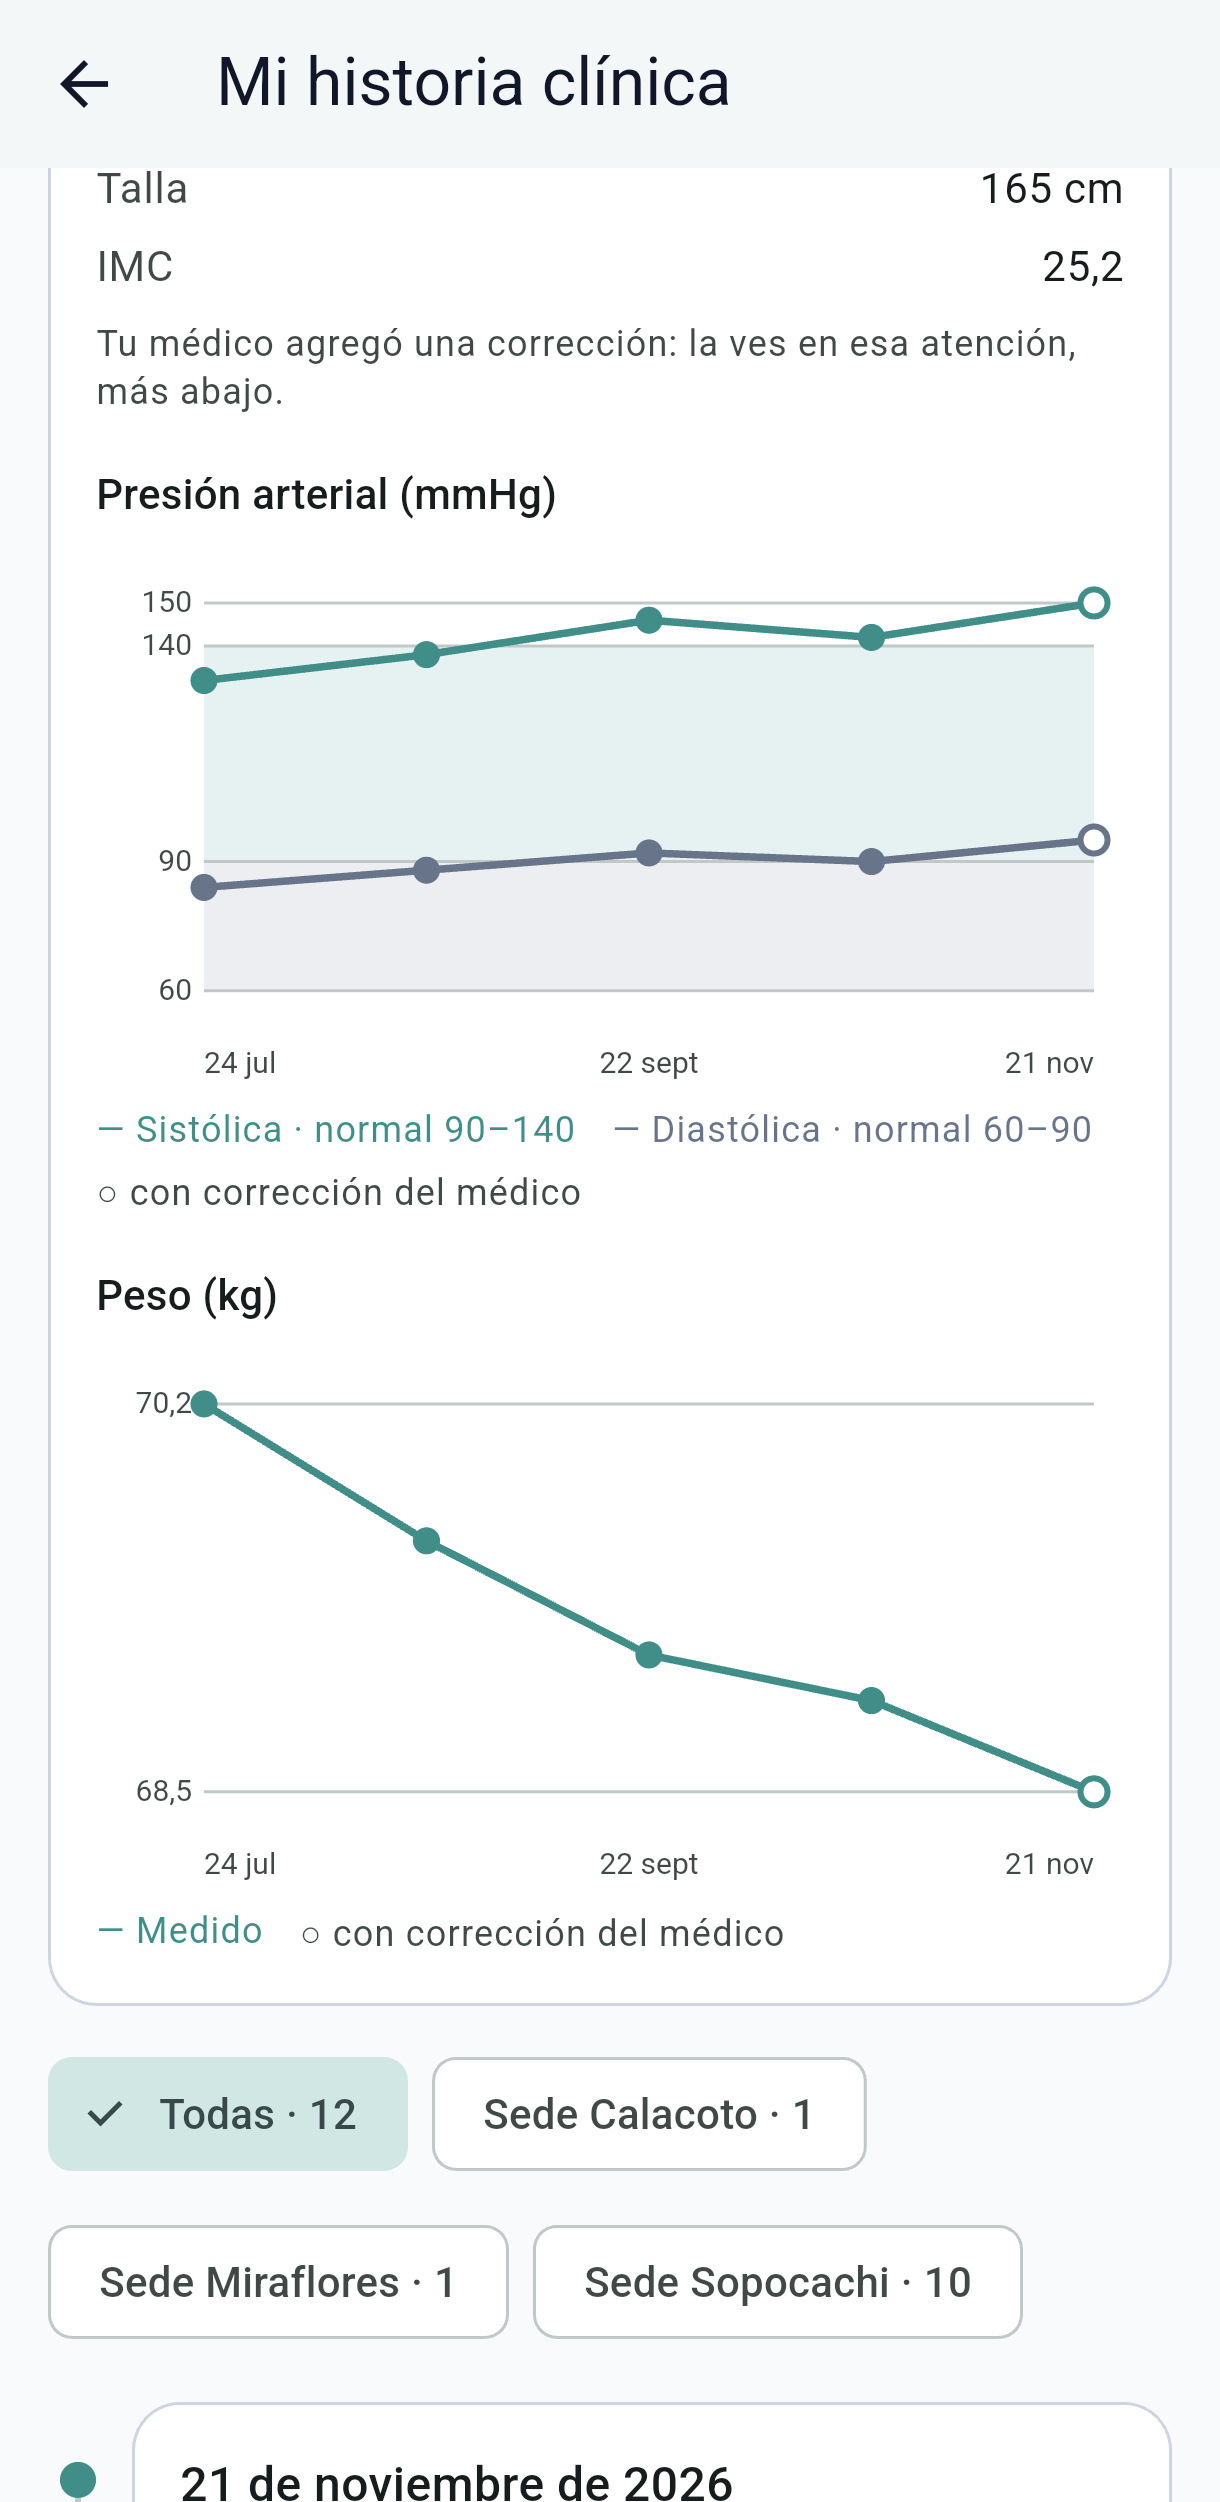 Mi historia clínica
Talla 165 cm
IMC 25,2
Tu médico agregó una corrección: la ves en esa atención,
más abajo.
Presión arterial (mmHg)
150
140
90
60
24 jul 22 sept 21 nov
— Sistólica · normal 90–140 — Diastólica · normal 60–90
○ con corrección del médico
Peso (kg)
70,2
68,5
24 jul 22 sept 21 nov
— Medido ○ con corrección del médico
Todas · 12 Sede Calacoto · 1
Sede Miraflores · 1 Sede Sopocachi · 10
21 de noviembre de 2026